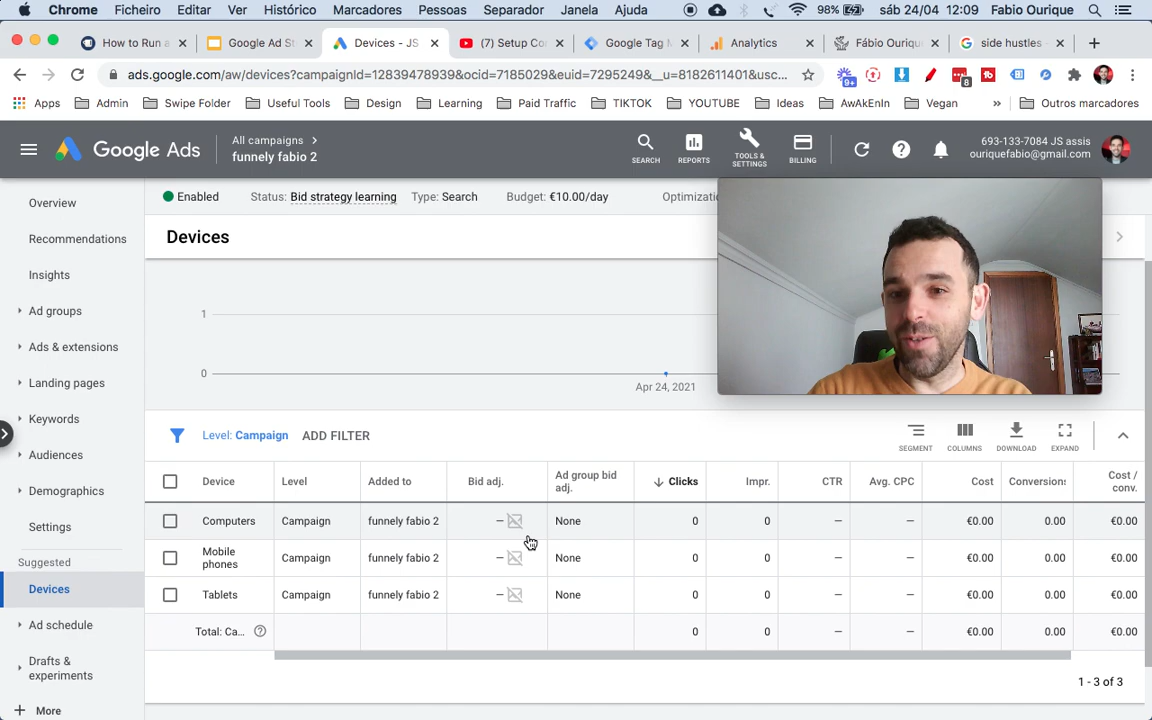 Chrome Ficheiro Editar Ver Histórico Marcadores Pessoas Separador Janela Ajuda 98% sáb 24/04 12:09 Fabio Ourique
How to Run a
Google Ad St
Devices - JS
(7) Setup Co
Google Tag M
Analytics
Fábio Ouriqu
side hustles -
ads.google.com/aw/devices?campaignId=12839478939&ocid=7185029&euid=7295249&__u=8182611401&usc...
9+
8
Apps Admin Swipe Folder Useful Tools Design Learning Paid Traffic TIKTOK YOUTUBE Ideas AwAkEnIn Vegan » Outros marcadores
Google Ads
All campaigns
funnely fabio 2
SEARCH
REPORTS
TOOLS &
SETTINGS
BILLING
693-133-7084 JS assis
ouriquefabio@gmail.com
Enabled Status: Bid strategy learning Type: Search Budget: €10.00/day Optimizatio
Devices
Overview
Recommendations
Insights
Ad groups
Ads & extensions
Landing pages
Keywords
Audiences
Demographics
Settings
Suggested
Devices
Ad schedule
Drafts &
experiments
More
1
0
Apr 24, 2021
Level: Campaign ADD FILTER
SEGMENT
COLUMNS
DOWNLOAD
EXPAND
Device Level Added to Bid adj. Ad group bid adj. Clicks Impr. CTR Avg. CPC Cost Conversions Cost / conv.
Computers Campaign funnely fabio 2 – None 0 0 – – €0.00 0.00 €0.00
Mobile phones Campaign funnely fabio 2 – None 0 0 – – €0.00 0.00 €0.00
Tablets Campaign funnely fabio 2 – None 0 0 – – €0.00 0.00 €0.00
Total: Ca... 0 0 – – €0.00 0.00 €0.00
1 - 3 of 3